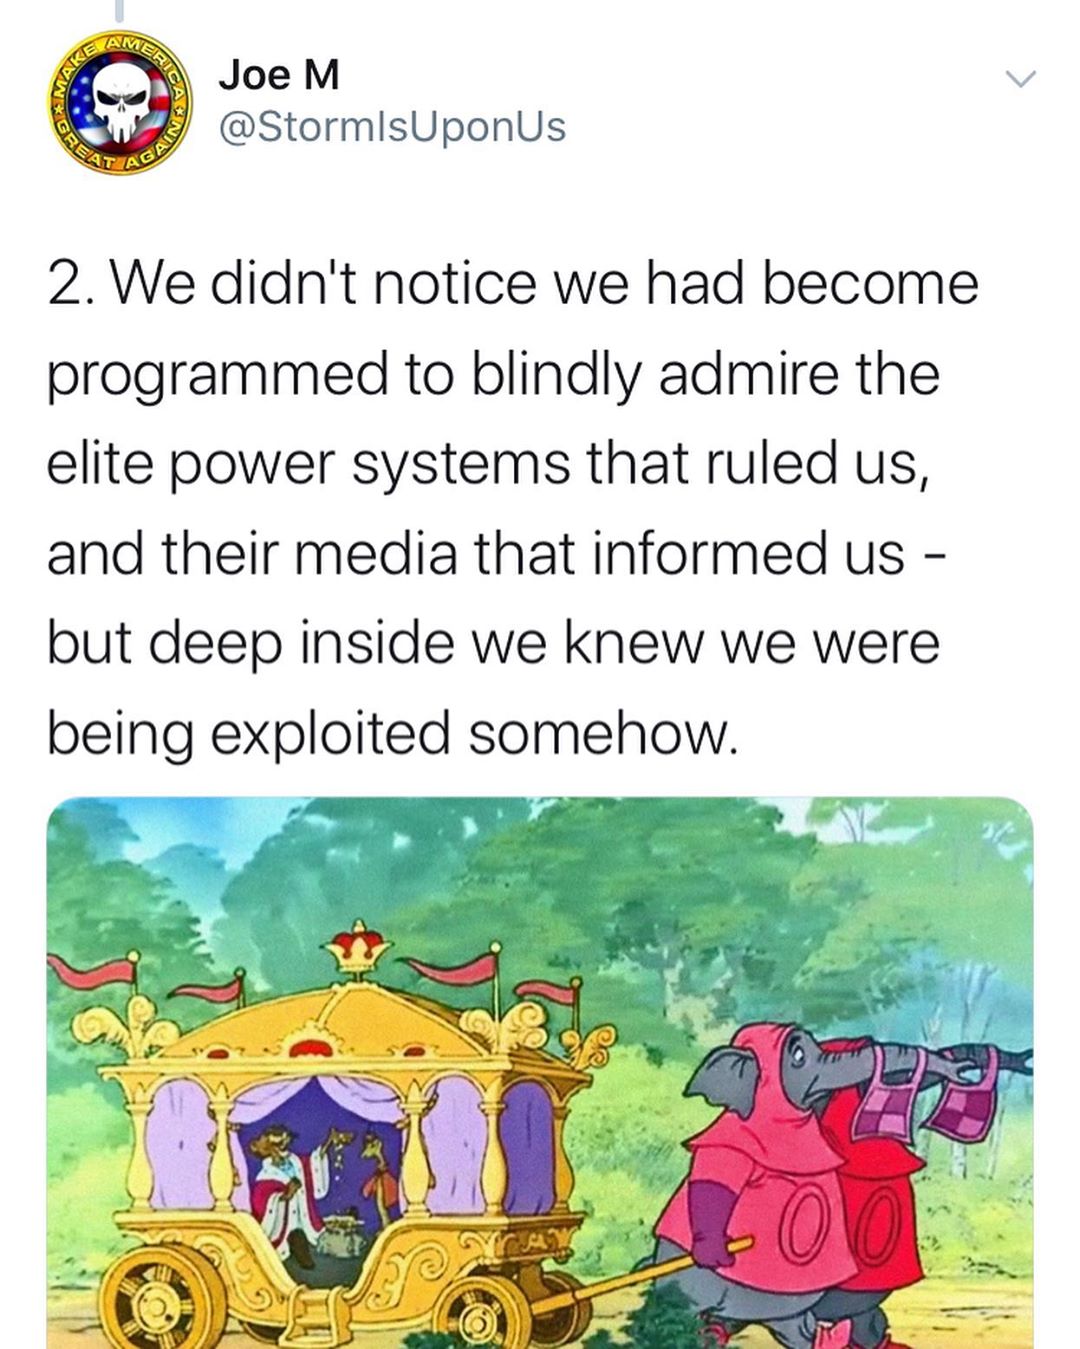 MAKE AMERICA
GREAT AGAIN
Joe M
@StormIsUponUs
2. We didn't notice we had become
programmed to blindly admire the
elite power systems that ruled us,
and their media that informed us -
but deep inside we knew we were
being exploited somehow.